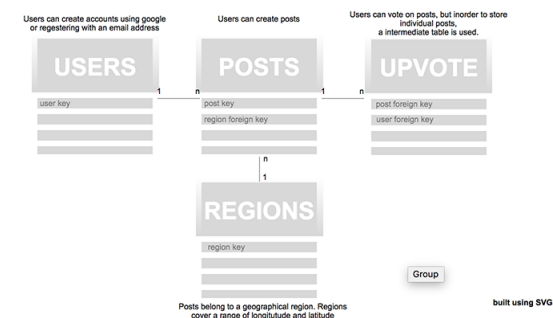 Users can create accounts using google
or regestering with an email address
Users can create posts
Users can vote on posts, but inorder to store
individual posts,
a intermediate table is used.
USERS
POSTS
UPVOTE
1
n
1
n
user key
post key
region foreign key
post foreign key
user foreign key
n
1
REGIONS
region key
Group
built using SVG
Posts belong to a geographical region. Regions
cover a range of longitutude and latitude